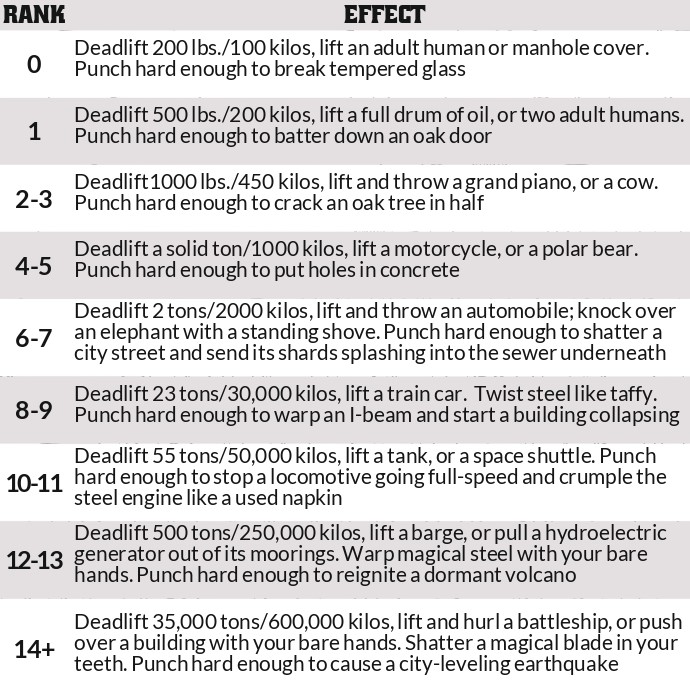 RANK EFFECT
0 Deadlift 200 lbs./100 kilos, lift an adult human or manhole cover.
Punch hard enough to break tempered glass
1 Deadlift 500 lbs./200 kilos, lift a full drum of oil, or two adult humans.
Punch hard enough to batter down an oak door
2-3 Deadlift1000 lbs./450 kilos, lift and throw a grand piano, or a cow.
Punch hard enough to crack an oak tree in half
4-5 Deadlift a solid ton/1000 kilos, lift a motorcycle, or a polar bear.
Punch hard enough to put holes in concrete
6-7 Deadlift 2 tons/2000 kilos, lift and throw an automobile; knock over
an elephant with a standing shove. Punch hard enough to shatter a
city street and send its shards splashing into the sewer underneath
8-9 Deadlift 23 tons/30,000 kilos, lift a train car. Twist steel like taffy.
Punch hard enough to warp an I-beam and start a building collapsing
10-11 Deadlift 55 tons/50,000 kilos, lift a tank, or a space shuttle. Punch
hard enough to stop a locomotive going full-speed and crumple the
steel engine like a used napkin
12-13 Deadlift 500 tons/250,000 kilos, lift a barge, or pull a hydroelectric
generator out of its moorings. Warp magical steel with your bare
hands. Punch hard enough to reignite a dormant volcano
14+ Deadlift 35,000 tons/600,000 kilos, lift and hurl a battleship, or push
over a building with your bare hands. Shatter a magical blade in your
teeth. Punch hard enough to cause a city-leveling earthquake